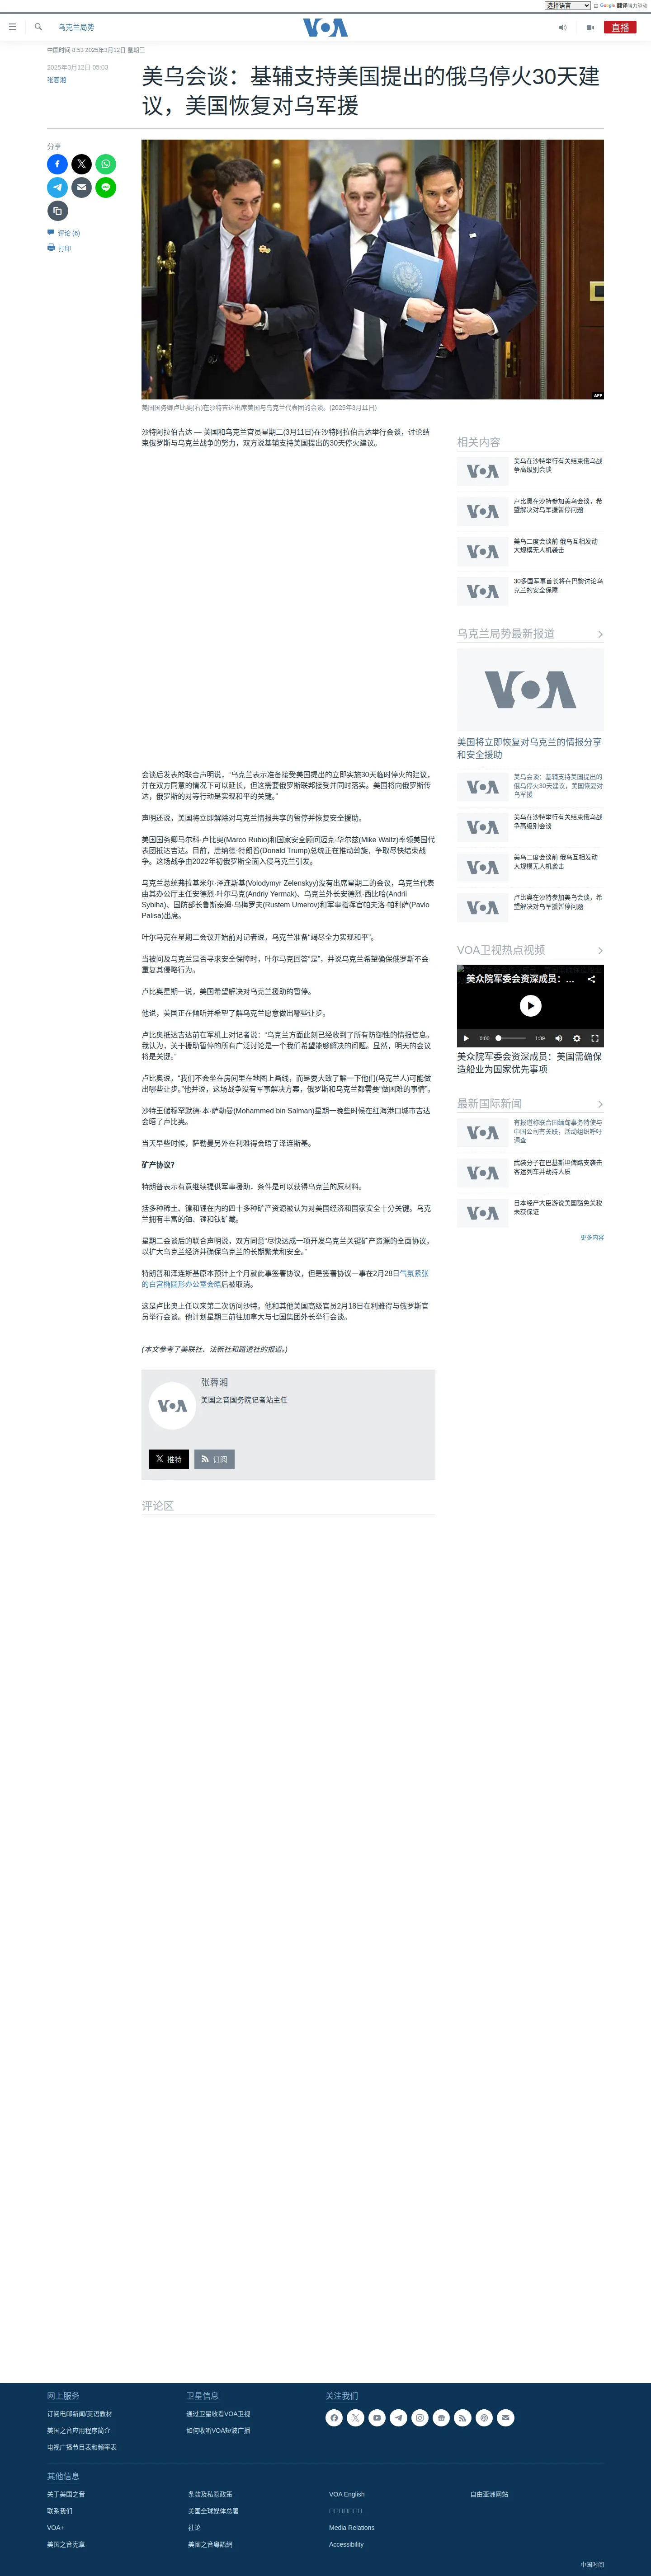 选择语言 由 Google 翻译强力驱动
乌克兰局势
VOA
直播
中国时间 8:53 2025年3月12日 星期三
2025年3月12日 05:03
张蓉湘
美乌会谈：基辅支持美国提出的俄乌停火30天建
议，美国恢复对乌军援
分享
评论 (6)
打印
AFP
美国国务卿卢比奥(右)在沙特吉达出席美国与乌克兰代表团的会谈。(2025年3月11日)
沙特阿拉伯吉达 — 美国和乌克兰官员星期二(3月11日)在沙特阿拉伯吉达举行会谈，讨论结
束俄罗斯与乌克兰战争的努力，双方说基辅支持美国提出的30天停火建议。
会谈后发表的联合声明说，“乌克兰表示准备接受美国提出的立即实施30天临时停火的建议，
并在双方同意的情况下可以延长，但这需要俄罗斯联邦接受并同时落实。美国将向俄罗斯传
达，俄罗斯的对等行动是实现和平的关键。”
声明还说，美国将立即解除对乌克兰情报共享的暂停并恢复安全援助。
美国国务卿马尔科·卢比奥(Marco Rubio)和国家安全顾问迈克·华尔兹(Mike Waltz)率领美国代
表团抵达吉达。目前，唐纳德·特朗普(Donald Trump)总统正在推动斡旋，争取尽快结束战
争。这场战争由2022年初俄罗斯全面入侵乌克兰引发。
乌克兰总统弗拉基米尔·泽连斯基(Volodymyr Zelenskyy)没有出席星期二的会议，乌克兰代表
由其办公厅主任安德烈·叶尔马克(Andriy Yermak)、乌克兰外长安德烈·西比哈(Andrii
Sybiha)、国防部长鲁斯泰姆·乌梅罗夫(Rustem Umerov)和军事指挥官帕夫洛·帕利萨(Pavlo
Palisa)出席。
叶尔马克在星期二会议开始前对记者说，乌克兰准备“竭尽全力实现和平”。
当被问及乌克兰是否寻求安全保障时，叶尔马克回答“是”，并说乌克兰希望确保俄罗斯不会
重复其侵略行为。
卢比奥星期一说，美国希望解决对乌克兰援助的暂停。
他说，美国正在倾听并希望了解乌克兰愿意做出哪些让步。
卢比奥抵达吉达前在军机上对记者说：“乌克兰方面此刻已经收到了所有防御性的情报信息。
我认为，关于援助暂停的所有广泛讨论是一个我们希望能够解决的问题。显然，明天的会议
将是关键。”
卢比奥说，“我们不会坐在房间里在地图上画线，而是要大致了解一下他们(乌克兰人)可能做
出哪些让步。”他并说，这场战争没有军事解决方案，俄罗斯和乌克兰都需要“做困难的事情”。
沙特王储穆罕默德·本·萨勒曼(Mohammed bin Salman)星期一晚些时候在红海港口城市吉达
会晤了卢比奥。
当天早些时候，萨勒曼另外在利雅得会晤了泽连斯基。
矿产协议？
特朗普表示有意继续提供军事援助，条件是可以获得乌克兰的原材料。
括多种稀土、镍和锂在内的四十多种矿产资源被认为对美国经济和国家安全十分关键。乌克
兰拥有丰富的铀、锂和钛矿藏。
星期二会谈后的联合声明说，双方同意“尽快达成一项开发乌克兰关键矿产资源的全面协议，
以扩大乌克兰经济并确保乌克兰的长期繁荣和安全。”
特朗普和泽连斯基原本预计上个月就此事签署协议，但是签署协议一事在2月28日气氛紧张
的白宫椭圆形办公室会晤后被取消。
这是卢比奥上任以来第二次访问沙特。他和其他美国高级官员2月18日在利雅得与俄罗斯官
员举行会谈。他计划星期三前往加拿大与七国集团外长举行会谈。
(本文参考了美联社、法新社和路透社的报道。)
VOA
张蓉湘
美国之音国务院记者站主任
推特
订阅
评论区
相关内容
VOA
美乌在沙特举行有关结束俄乌战
争高级别会谈
VOA
卢比奥在沙特参加美乌会谈，希
望解决对乌军援暂停问题
VOA
美乌二度会谈前 俄乌互相发动
大规模无人机袭击
VOA
30多国军事首长将在巴黎讨论乌
克兰的安全保障
乌克兰局势最新报道
VOA
美国将立即恢复对乌克兰的情报分享
和安全援助
VOA
美乌会谈：基辅支持美国提出的
俄乌停火30天建议，美国恢复对
乌军援
VOA
美乌在沙特举行有关结束俄乌战
争高级别会谈
VOA
美乌二度会谈前 俄乌互相发动
大规模无人机袭击
VOA
卢比奥在沙特参加美乌会谈，希
望解决对乌军援暂停问题
VOA卫视热点视频
美众院军委会资深成员：...
0:00
1:39
美众院军委会资深成员：美国需确保
造船业为国家优先事项
最新国际新闻
VOA
有报道称联合国缅甸事务特使与
中国公司有关联，活动组织呼吁
调查
VOA
武装分子在巴基斯坦俾路支袭击
客运列车并劫持人质
VOA
日本经产大臣游说美国豁免关税
未获保证
更多内容
网上服务
订阅电邮新闻/英语教材
美国之音应用程序简介
电视广播节目表和频率表
卫星信息
通过卫星收看VOA卫视
如何收听VOA短波广播
关注我们
其他信息
关于美国之音
条款及私隐政策
VOA English
自由亚洲网站
联系我们
美国全球媒体总署
VOA+
社论
Media Relations
美国之音宪章
美國之音粵語網
Accessibility
中国时间